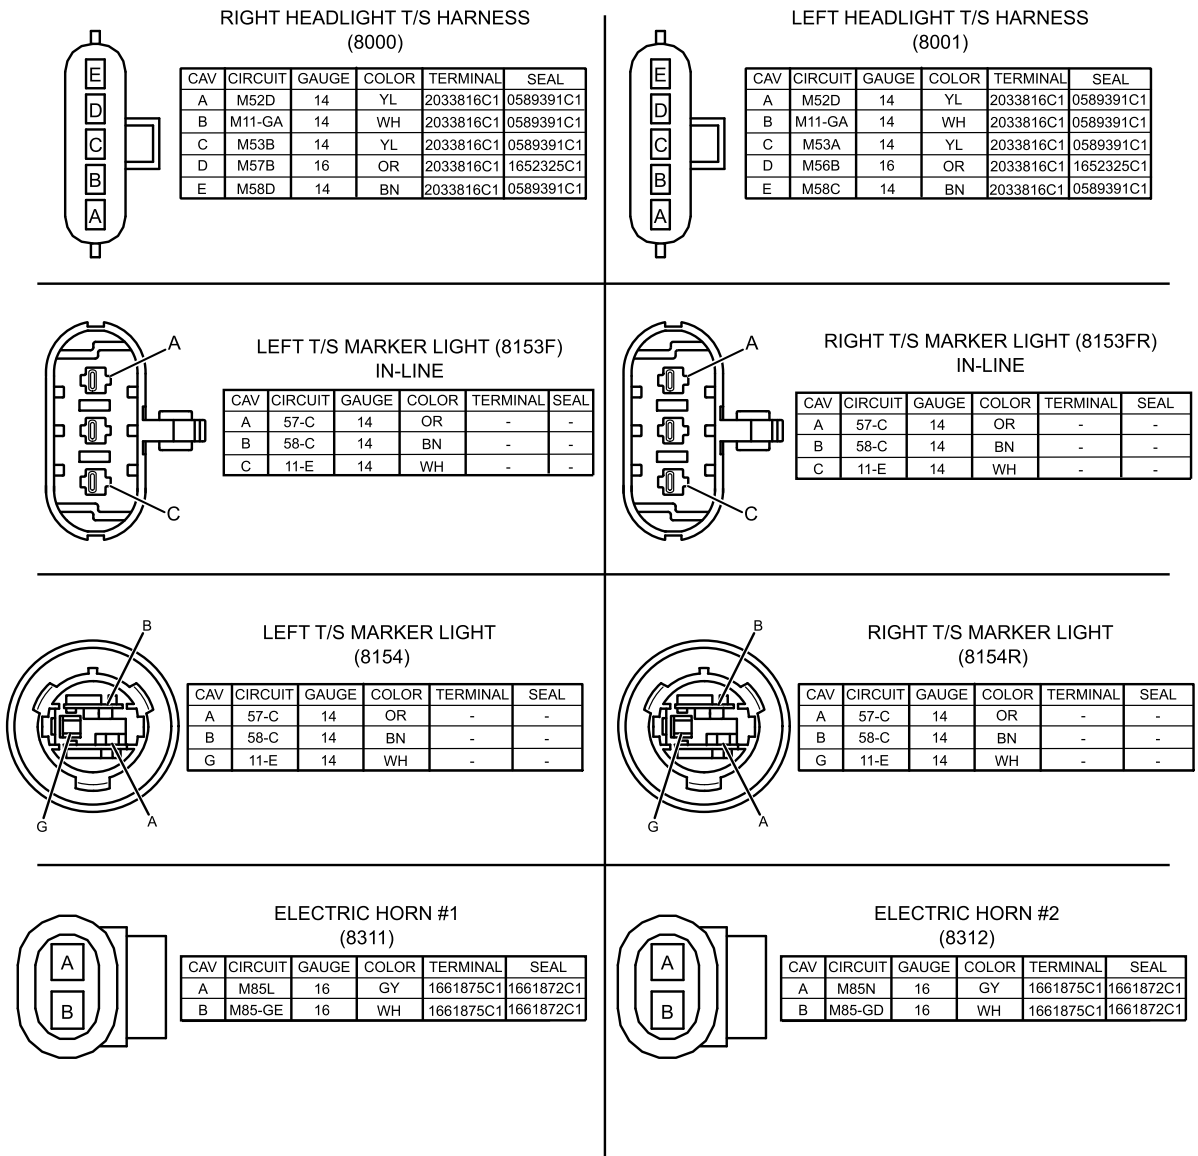 RIGHT HEADLIGHT T/S HARNESS
(8000)
E
D
C
B
A
CAV CIRCUIT GAUGE COLOR TERMINAL SEAL
A M52D 14 YL 2033816C1 0589391C1
B M11-GA 14 WH 2033816C1 0589391C1
C M53B 14 YL 2033816C1 0589391C1
D M57B 16 OR 2033816C1 1652325C1
E M58D 14 BN 2033816C1 0589391C1
LEFT HEADLIGHT T/S HARNESS
(8001)
E
D
C
B
A
CAV CIRCUIT GAUGE COLOR TERMINAL SEAL
A M52D 14 YL 2033816C1 0589391C1
B M11-GA 14 WH 2033816C1 0589391C1
C M53A 14 YL 2033816C1 0589391C1
D M56B 16 OR 2033816C1 1652325C1
E M58C 14 BN 2033816C1 0589391C1
LEFT T/S MARKER LIGHT (8153F)
IN-LINE
A
C
CAV CIRCUIT GAUGE COLOR TERMINAL SEAL
A 57-C 14 OR - -
B 58-C 14 BN - -
C 11-E 14 WH - -
RIGHT T/S MARKER LIGHT (8153FR)
IN-LINE
A
C
CAV CIRCUIT GAUGE COLOR TERMINAL SEAL
A 57-C 14 OR - -
B 58-C 14 BN - -
C 11-E 14 WH - -
LEFT T/S MARKER LIGHT
(8154)
B
G
A
CAV CIRCUIT GAUGE COLOR TERMINAL SEAL
A 57-C 14 OR - -
B 58-C 14 BN - -
G 11-E 14 WH - -
RIGHT T/S MARKER LIGHT
(8154R)
B
G
A
CAV CIRCUIT GAUGE COLOR TERMINAL SEAL
A 57-C 14 OR - -
B 58-C 14 BN - -
G 11-E 14 WH - -
ELECTRIC HORN #1
(8311)
A
B
CAV CIRCUIT GAUGE COLOR TERMINAL SEAL
A M85L 16 GY 1661875C1 1661872C1
B M85-GE 16 WH 1661875C1 1661872C1
ELECTRIC HORN #2
(8312)
A
B
CAV CIRCUIT GAUGE COLOR TERMINAL SEAL
A M85N 16 GY 1661875C1 1661872C1
B M85-GD 16 WH 1661875C1 1661872C1